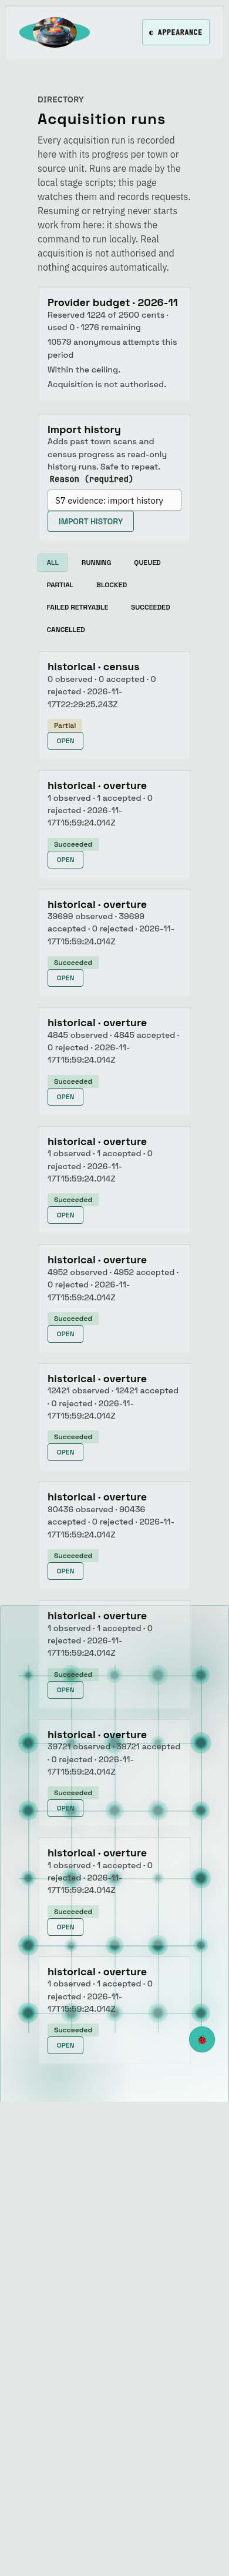 ◐ APPEARANCE
DIRECTORY
Acquisition runs
Every acquisition run is recorded
here with its progress per town or
source unit. Runs are made by the
local stage scripts; this page
watches them and records requests.
Resuming or retrying never starts
work from here: it shows the
command to run locally. Real
acquisition is not authorised and
nothing acquires automatically.
Provider budget · 2026-11
Reserved 1224 of 2500 cents ·
used 0 · 1276 remaining
10579 anonymous attempts this
period
Within the ceiling.
Acquisition is not authorised.
Import history
Adds past town scans and
census progress as read-only
history runs. Safe to repeat.
Reason (required)
S7 evidence: import history
IMPORT HISTORY
ALL RUNNING QUEUED
PARTIAL BLOCKED
FAILED RETRYABLE SUCCEEDED
CANCELLED
historical · census
0 observed · 0 accepted · 0
rejected · 2026-11-
17T22:29:25.243Z
Partial
OPEN
historical · overture
1 observed · 1 accepted · 0
rejected · 2026-11-
17T15:59:24.014Z
Succeeded
OPEN
historical · overture
39699 observed · 39699
accepted · 0 rejected · 2026-11-
17T15:59:24.014Z
Succeeded
OPEN
historical · overture
4845 observed · 4845 accepted ·
0 rejected · 2026-11-
17T15:59:24.014Z
Succeeded
OPEN
historical · overture
1 observed · 1 accepted · 0
rejected · 2026-11-
17T15:59:24.014Z
Succeeded
OPEN
historical · overture
4952 observed · 4952 accepted ·
0 rejected · 2026-11-
17T15:59:24.014Z
Succeeded
OPEN
historical · overture
12421 observed · 12421 accepted
· 0 rejected · 2026-11-
17T15:59:24.014Z
Succeeded
OPEN
historical · overture
90436 observed · 90436
accepted · 0 rejected · 2026-11-
17T15:59:24.014Z
Succeeded
OPEN
historical · overture
1 observed · 1 accepted · 0
rejected · 2026-11-
17T15:59:24.014Z
Succeeded
OPEN
historical · overture
39721 observed · 39721 accepted
· 0 rejected · 2026-11-
17T15:59:24.014Z
Succeeded
OPEN
historical · overture
1 observed · 1 accepted · 0
rejected · 2026-11-
17T15:59:24.014Z
Succeeded
OPEN
historical · overture
1 observed · 1 accepted · 0
rejected · 2026-11-
17T15:59:24.014Z
Succeeded
OPEN